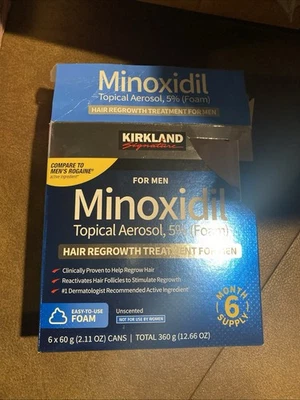 Minoxidil
Topical Aerosol, 5% (Foam)
HAIR REGROWTH TREATMENT FOR MEN
KIRKLAND
Signature
COMPARE TO
MEN'S ROGAINE®
active ingredient*
FOR MEN
Minoxidil
Topical Aerosol, 5% (Foam)
HAIR REGROWTH TREATMENT FOR MEN
✓ Clinically Proven to Help Regrow Hair
✓ Reactivates Hair Follicles to Stimulate Regrowth
✓ #1 Dermatologist Recommended Active Ingredient*
MONTH
6
SUPPLY
EASY-TO-USE
FOAM
Unscented
NOT FOR USE BY WOMEN
6 x 60 g (2.11 OZ) CANS | TOTAL 360 g (12.66 OZ)